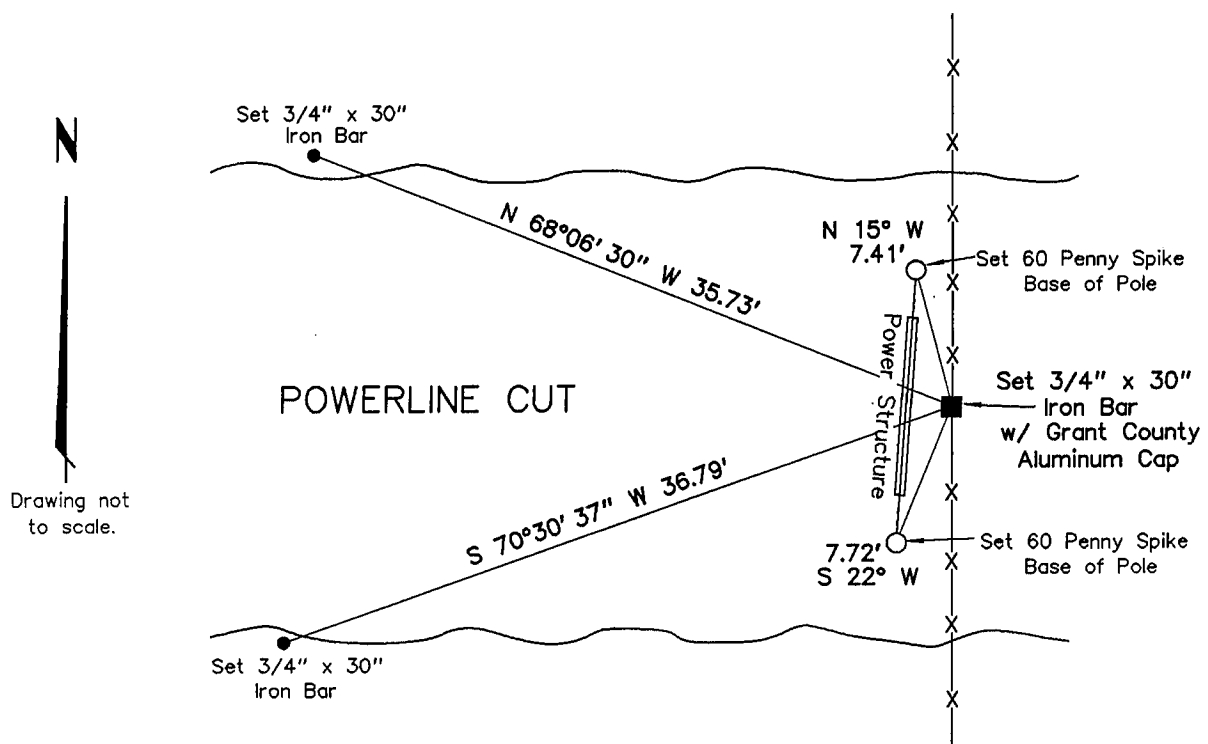 N
Drawing not
to scale.
Set 3/4" x 30"
Iron Bar
N 68°06'30" W 35.73'
N 15° W
7.41'
Set 60 Penny Spike
Base of Pole
Power Structure
POWERLINE CUT
Set 3/4" x 30"
Iron Bar
w/ Grant County
Aluminum Cap
S 70°30'37" W 36.79'
7.72'
S 22° W
Set 60 Penny Spike
Base of Pole
Set 3/4" x 30"
Iron Bar
X
X
X
X
X
X
X
X
X